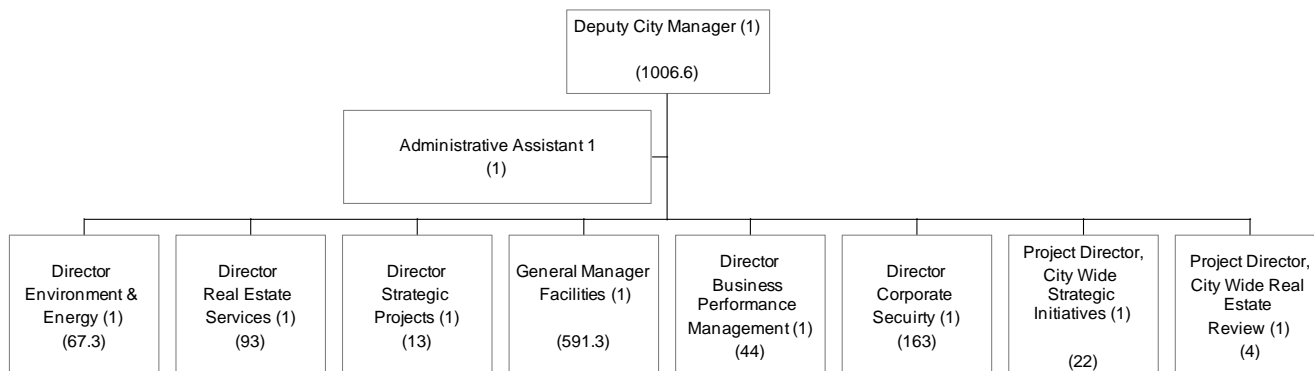 Deputy City Manager (1)
(1006.6)
Administrative Assistant 1
(1)
Director
Environment &
Energy (1)
(67.3)
Director
Real Estate
Services (1)
(93)
Director
Strategic
Projects (1)
(13)
General Manager
Facilities (1)
(591.3)
Director
Business
Performance
Management (1)
(44)
Director
Corporate
Secuirty (1)
(163)
Project Director,
City Wide
Strategic
Initiatives (1)
(22)
Project Director,
City Wide Real
Estate
Review (1)
(4)